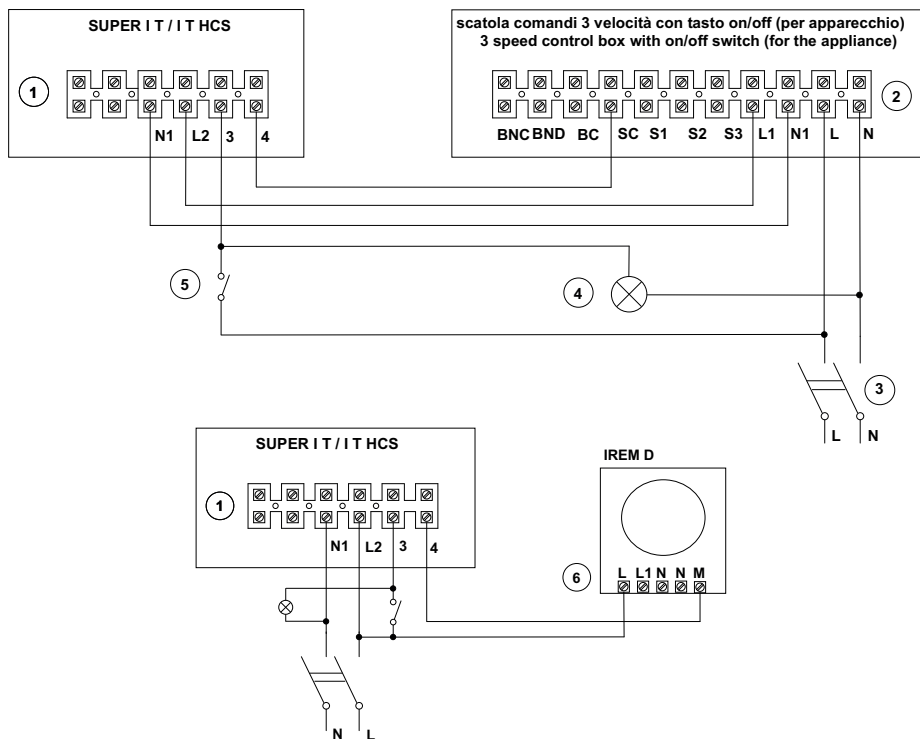 SUPER I T / I T HCS
1
N1 L2 3 4
scatola comandi 3 velocità con tasto on/off (per apparecchio)
3 speed control box with on/off switch (for the appliance)
2
BNC BND BC SC S1 S2 S3 L1 N1 L N
5
4
3
L N
SUPER I T / I T HCS
1
N1 L2 3 4
IREM D
6
L L1 N N M
N L